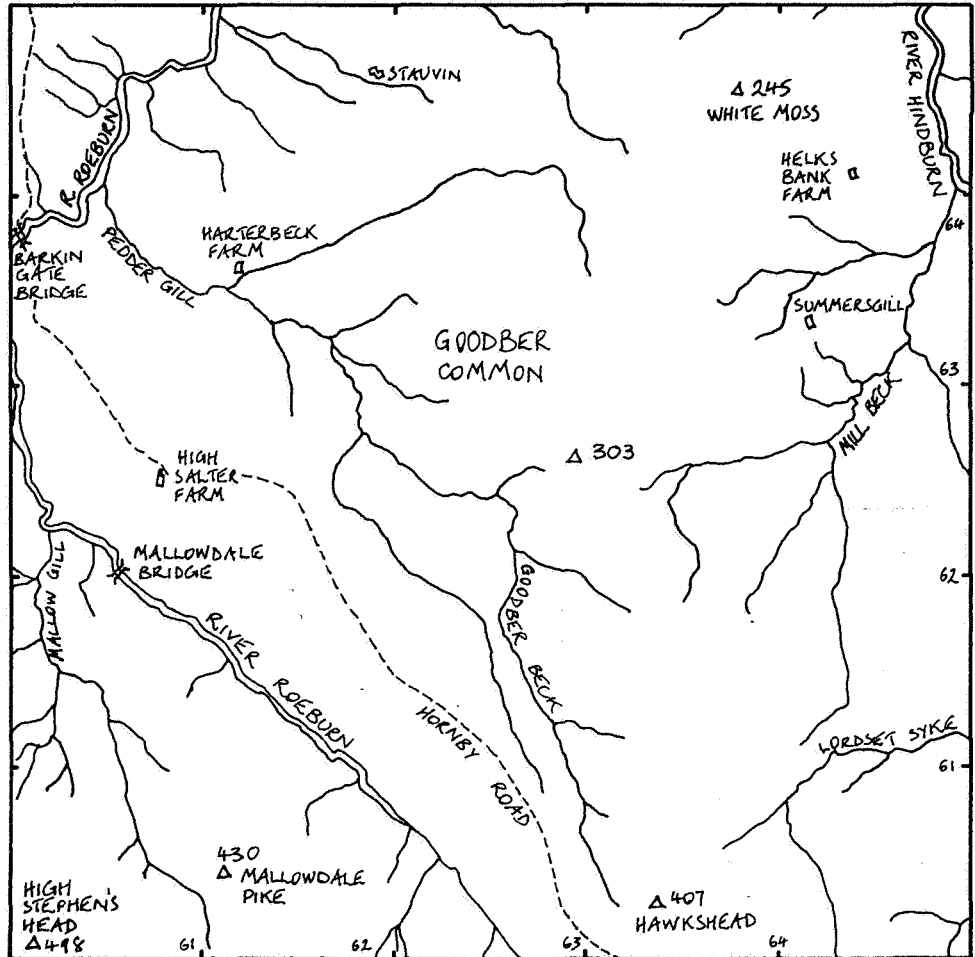 STAUVIN
245
WHITE MOSS
RIVER HINDBURN
HELKS
BANK
FARM
R. ROEBURN
64
HARTERBECK
FARM
PEDDER GILL
BARKIN
GATE
BRIDGE
SUMMERSGILL
GOODBER
COMMON
63
MILL BECK
303
HIGH
SALTER
FARM
MALLOWDALE
BRIDGE
MALLOW GILL
62
GOODBER BECK
RIVER ROEBURN
HORNBY ROAD
LORDSET SYKE
61
430
MALLOWDALE
PIKE
HIGH
STEPHEN'S
HEAD
498
407
HAWKSHEAD
61
62
63
64